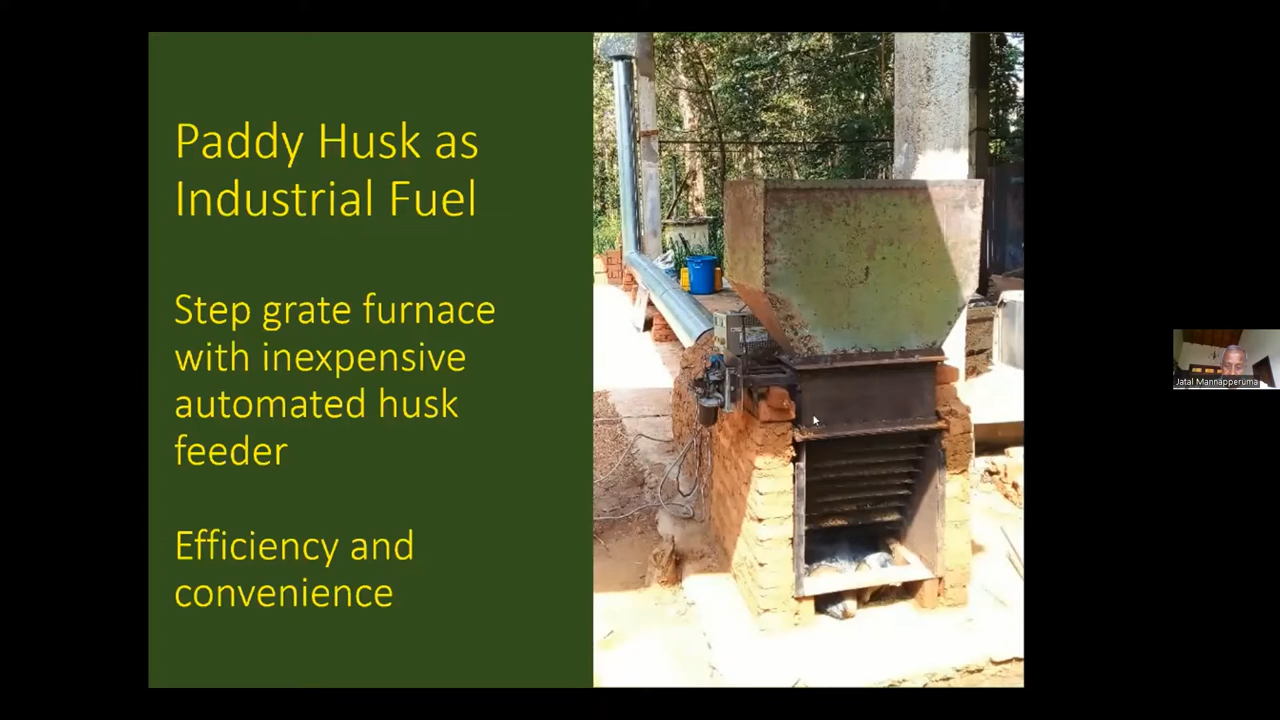 Paddy Husk as
Industrial Fuel
Step grate furnace
with inexpensive
automated husk
feeder
Efficiency and
convenience
Jatal Mannapperuma